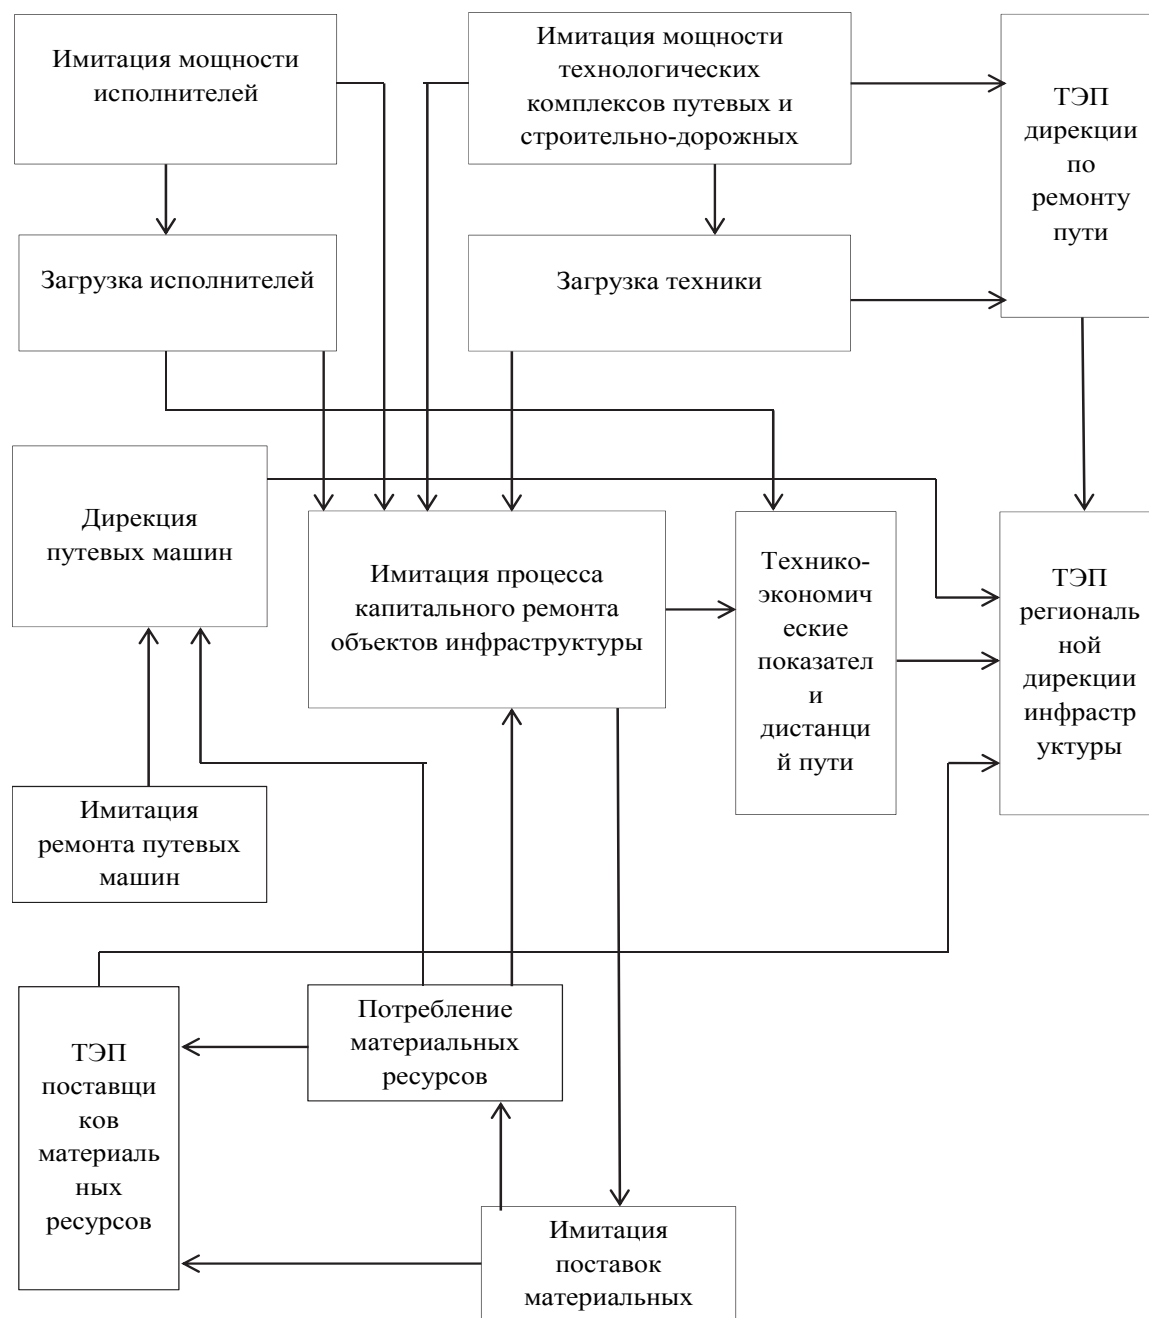 Имитация мощности
исполнителей
Имитация мощности
технологических
комплексов путевых и
строительно-дорожных
ТЭП
дирекции
по
ремонту
пути
Загрузка исполнителей
Загрузка техники
Дирекция
путевых машин
Имитация процесса
капитального ремонта
объектов инфраструктуры
Технико-
экономич
еские
показател
и
дистанци
й пути
ТЭП
региональ
ной
дирекции
инфрастр
уктуры
Имитация
ремонта путевых
машин
ТЭП
поставщи
ков
материаль
ных
ресурсов
Потребление
материальных
ресурсов
Имитация
поставок
материальных